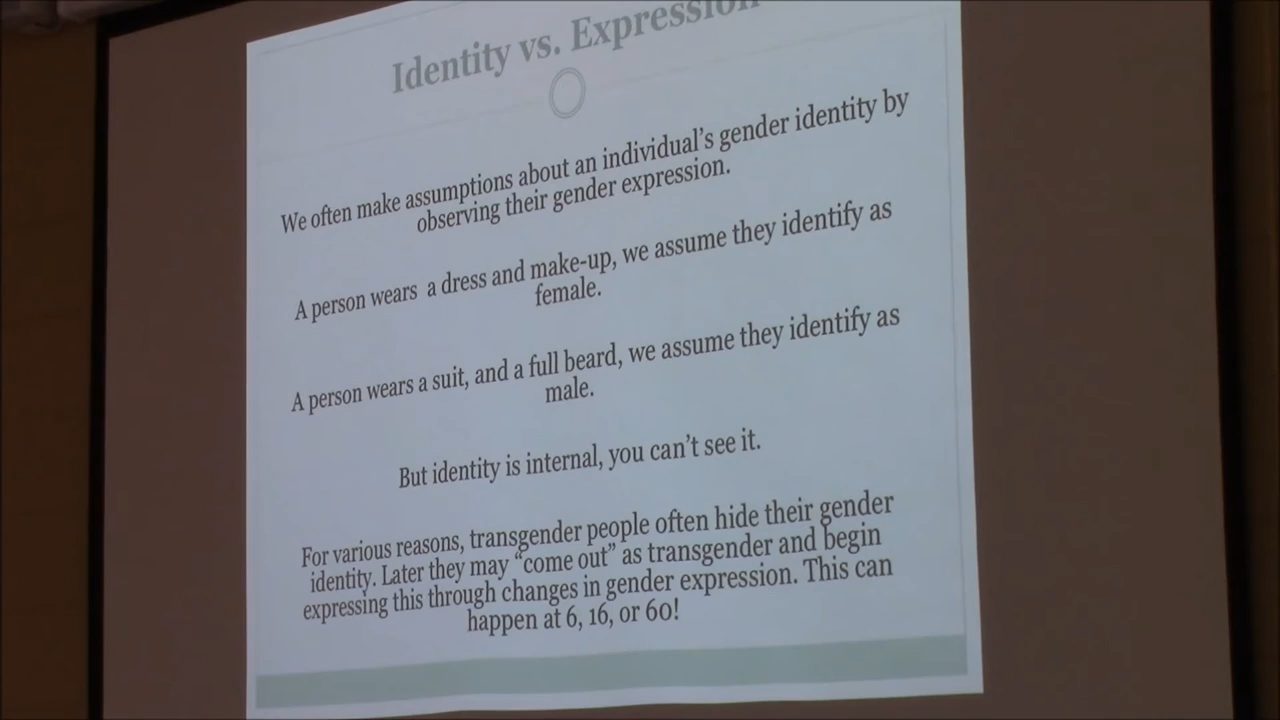 Identity vs. Expression
We often make assumptions about an individual's gender identity by
observing their gender expression.
A person wears a dress and make-up, we assume they identify as
female.
A person wears a suit, and a full beard, we assume they identify as
male.
But identity is internal, you can't see it.
For various reasons, transgender people often hide their gender
identity. Later they may “come out” as transgender and begin
expressing this through changes in gender expression. This can
happen at 6, 16, or 60!